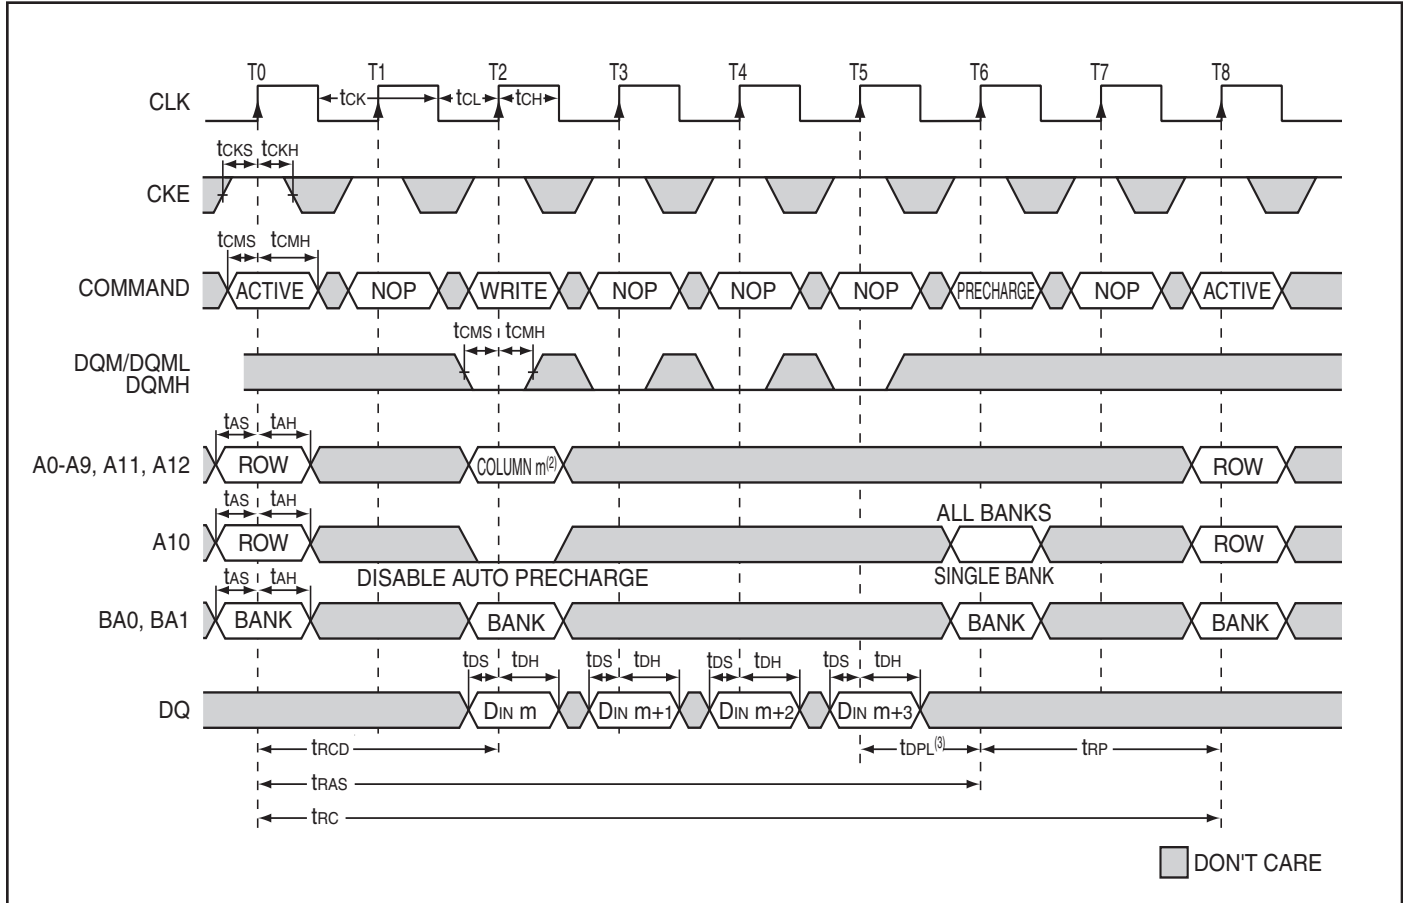 T0 T1 T2 T3 T4 T5 T6 T7 T8
CLK tCK tCL tCH
tCKS tCKH
CKE
tCMS tCMH
COMMAND ACTIVE NOP WRITE NOP NOP NOP PRECHARGE NOP ACTIVE
tCMS tCMH
DQM/DQML
DQMH
tAS tAH
A0-A9, A11, A12 ROW COLUMN m(2) ROW
tAS tAH ALL BANKS
A10 ROW ROW
DISABLE AUTO PRECHARGE SINGLE BANK
tAS tAH
BA0, BA1 BANK BANK BANK BANK
tDS tDH tDS tDH tDS tDH tDS tDH
DQ DIN m DIN m+1 DIN m+2 DIN m+3
tRCD tDPL(3) tRP
tRAS
tRC
DON'T CARE